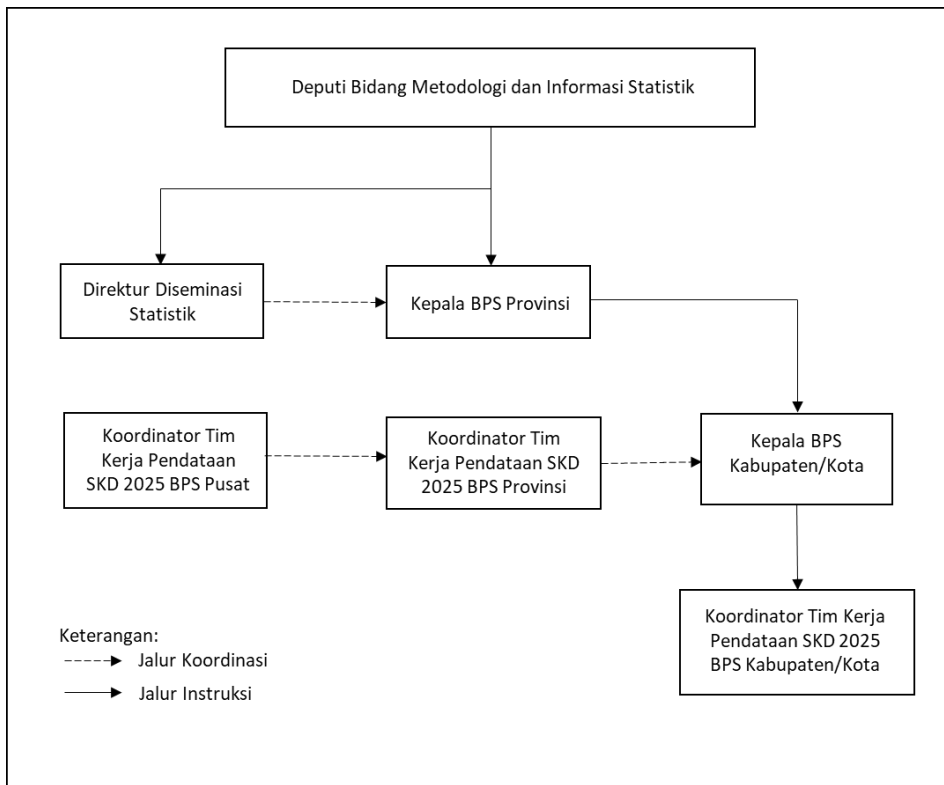 Deputi Bidang Metodologi dan Informasi Statistik
Direktur Diseminasi
Statistik
Kepala BPS Provinsi
Koordinator Tim
Kerja Pendataan
SKD 2025 BPS Pusat
Koordinator Tim
Kerja Pendataan SKD
2025 BPS Provinsi
Kepala BPS
Kabupaten/Kota
Koordinator Tim Kerja
Pendataan SKD 2025
BPS Kabupaten/Kota
Keterangan:
Jalur Koordinasi
Jalur Instruksi